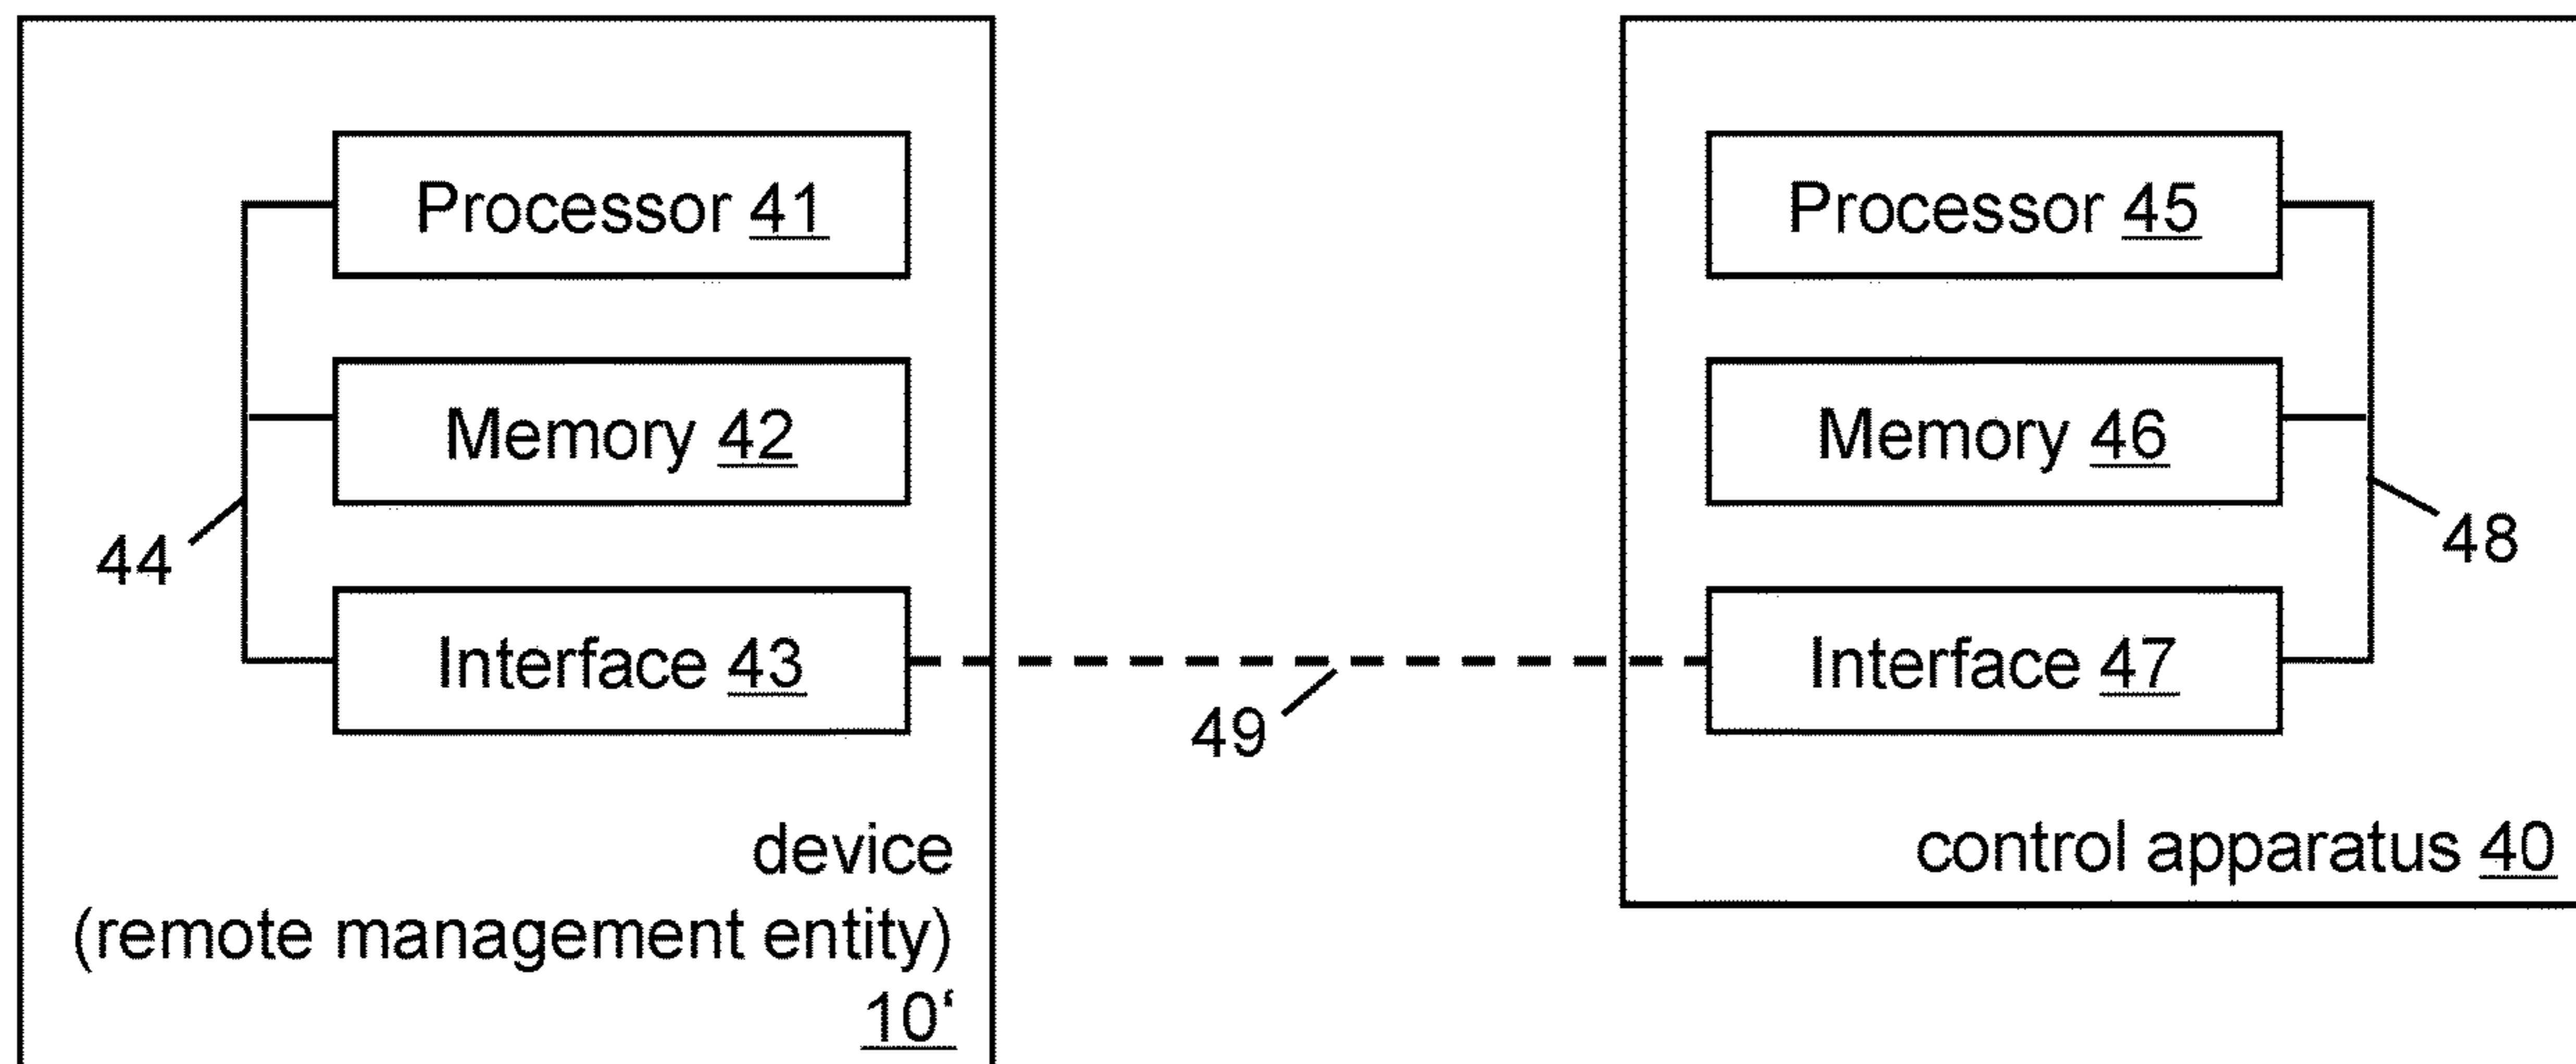 Processor 41
Memory 42
44
Interface 43
device
(remote management entity)
10‘
49
Processor 45
Memory 46
48
Interface 47
control apparatus 40